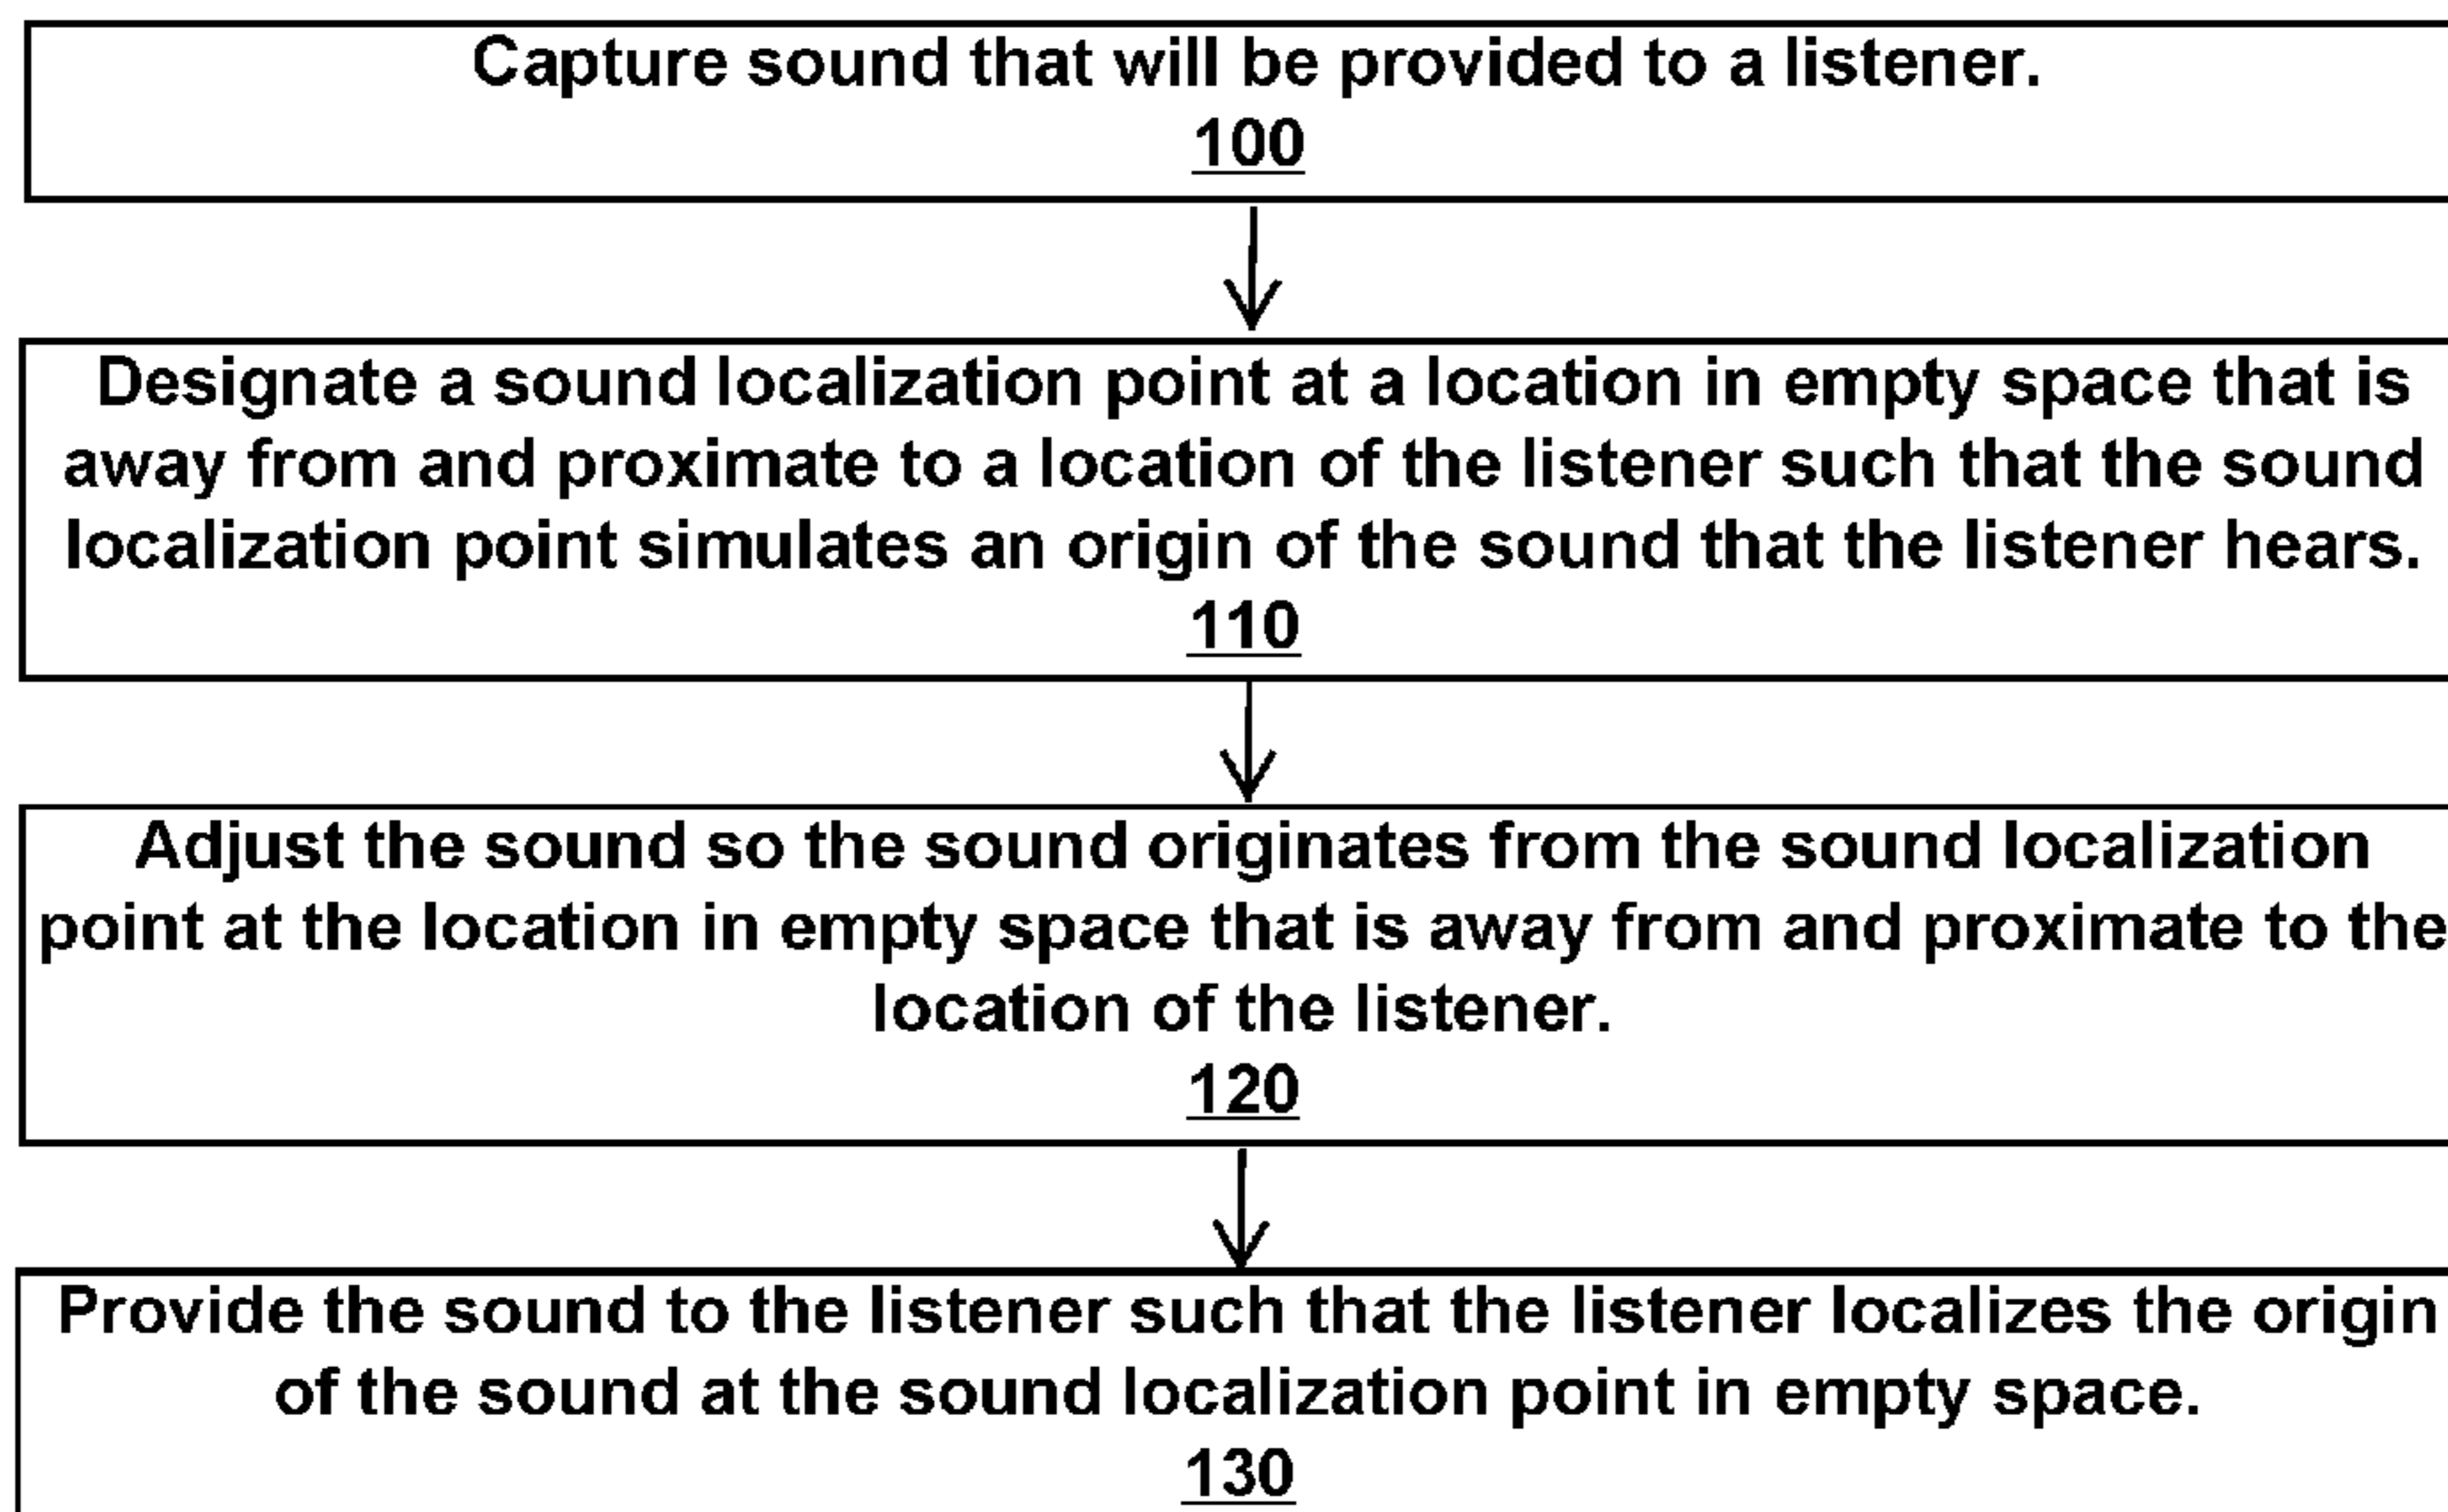 Capture sound that will be provided to a listener.
100
Designate a sound localization point at a location in empty space that is
away from and proximate to a location of the listener such that the sound
localization point simulates an origin of the sound that the listener hears.
110
Adjust the sound so the sound originates from the sound localization
point at the location in empty space that is away from and proximate to the
location of the listener.
120
Provide the sound to the listener such that the listener localizes the origin
of the sound at the sound localization point in empty space.
130